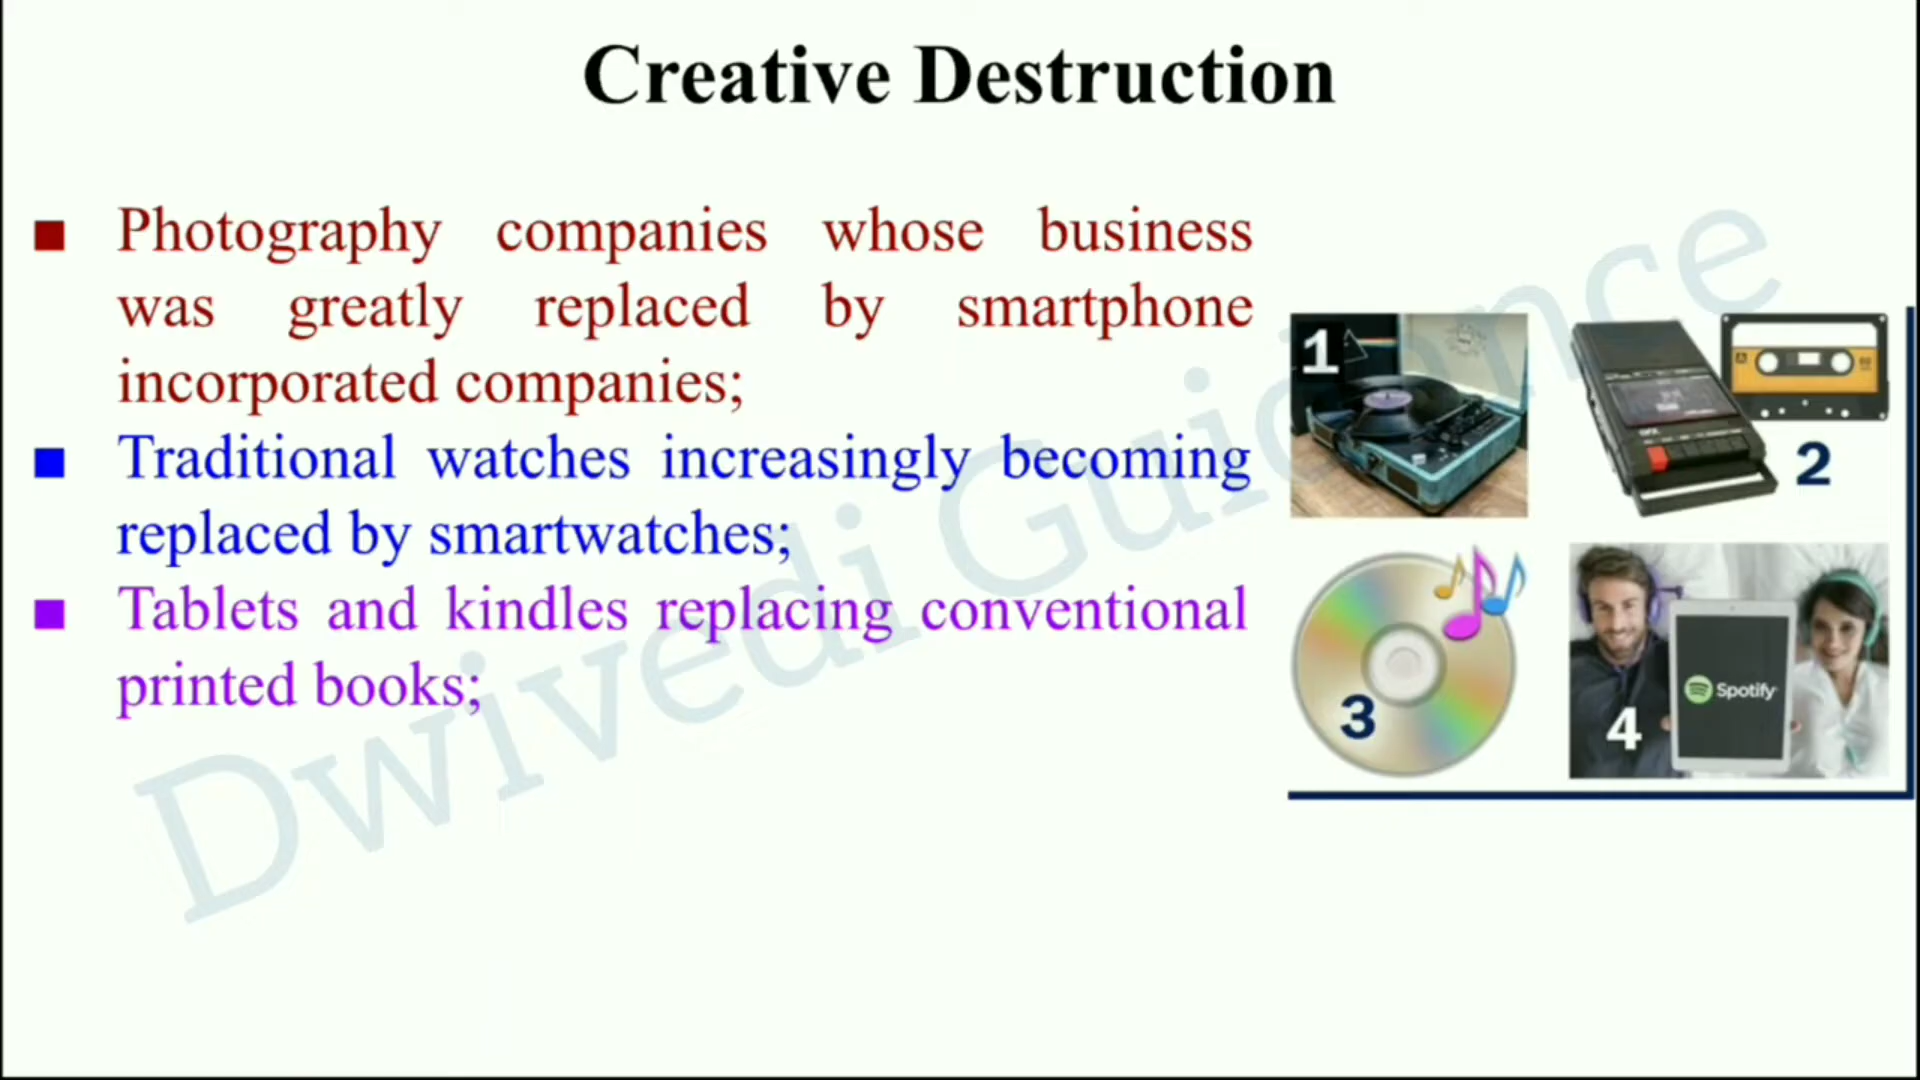 Creative Destruction
Photography companies whose business
was greatly replaced by smartphone
incorporated companies;
Traditional watches increasingly becoming
replaced by smartwatches;
Tablets and kindles replacing conventional
printed books;
1
2
3
4
Spotify
Dwivedi Guidance